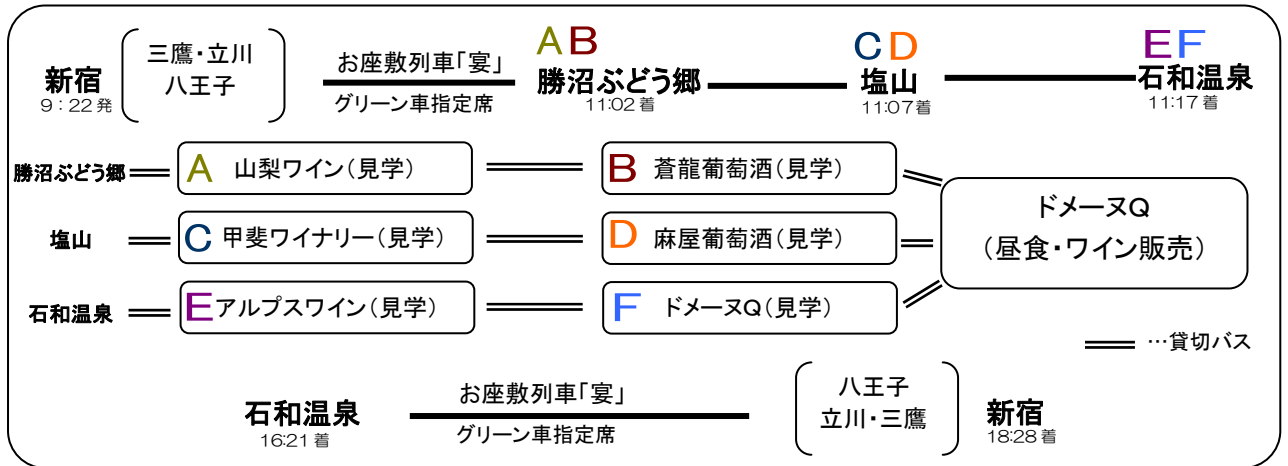 A B
C D
E F
三鷹・立川
八王子
新宿
9：22 発
お座敷列車「宴」
グリーン車指定席
勝沼ぶどう郷
11:02 着
塩山
11:07着
石和温泉
11:17 着
勝沼ぶどう郷
A 山梨ワイン（見学）
B 蒼龍葡萄酒（見学）
塩山
C 甲斐ワイナリー（見学）
D 麻屋葡萄酒（見学）
石和温泉
E アルプスワイン（見学）
F ドメーヌQ（見学）
ドメーヌQ
（昼食・ワイン販売）
…貸切バス
石和温泉
16:21 着
お座敷列車「宴」
グリーン車指定席
八王子
立川・三鷹
新宿
18:28 着